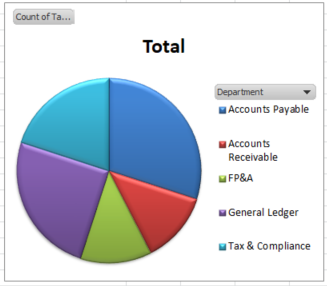 Count of Ta...
Total
Department
Accounts Payable
Accounts
Receivable
FP&A
General Ledger
Tax & Compliance